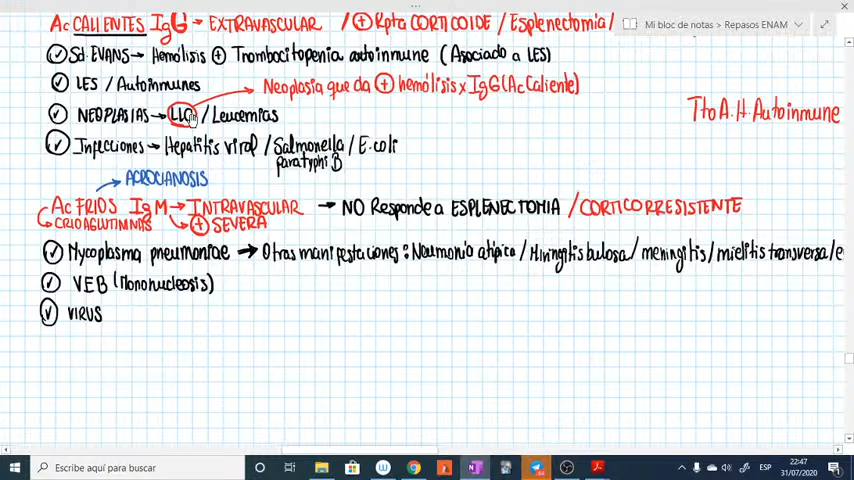 Mi bloc de notas > Repasos ENAM
Ac CALIENTES IgG → EXTRAVASCULAR / ⊕ Rpta CORTICOIDE / Esplenectomia /
Sd. EVANS → Hemólisis ⊕ Trombocitopenia autoinmune (Asociado a LES)
LES / Autoinmunes
Neoplasia que da ⊕ hemólisis x IgG (Ac Caliente)
NEOPLASIAS → LLC / Leucemias
Tto A.H. Autoinmune
Infecciones → Hepatitis viral / Salmonella / E. coli
paratyphi B
ACROCIANOSIS
Ac FRIOS IgM → INTRAVASCULAR → NO Responde a ESPLENECTOMIA / CORTICORRESISTENTE
CRIOAGLUTININAS ⊕ SEVERA
Mycoplasma pneumoniae → Otras manifestaciones: Neumonía atipica / Miringitis bulosa / meningitis / mielitis transversa / e
VEB (Mononucleosis)
VIRUS
Escribe aquí para buscar
ESP
22:47
31/07/2020